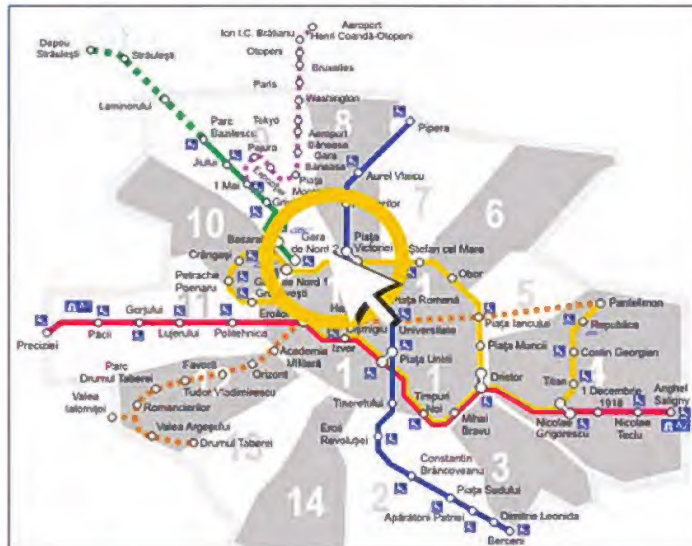 Aeroport
Henri Coandă-Otopeni
Ion I.C. Brătianu
Otopeni
Bruxelles
Paris
Washington
Tokyo
Aeroport
Băneasa
Gara
Băneasa
Piața
Pajura
Depou
Străulești
Străulești
Laminorului
Parc
Bazilescu
Jiului
1 Mai
8
Pipera
Aurel Vlaicu
7
6
10
Crângași
Petrache
Poenaru
Gara
de Nord 2
de Nord 1
Piața
Victoriei
Ștefan cel Mare
Obor
Piața Romană
Universitate
5
Pantelimon
Piața Iancului
Republica
Costin Georgian
Titan
Piața Muncii
Dristor
1 Decembrie
1918
Anghel
Saligny
Nicolae
Grigorescu
Nicolae
Teclu
Preciziei
Păcii
Gorjului
Lujerului
Politehnica
Eroilor
Izvor
Piața Unirii
1
1
Academia
Militară
Orizont
Favorit
Tudor Vladimirescu
Parc
Drumul Taberei
Romancierilor
Valea
Ialomiței
Valea Argeșului
Drumul Taberei
Tineretului
Timpuri
Noi
Mihai
Bravu
Eroii
Revoluției
Constantin
Brâncoveanu
Piața Sudului
Apărătorii Patriei
Dimitrie Leonida
Berceni
14
2
3